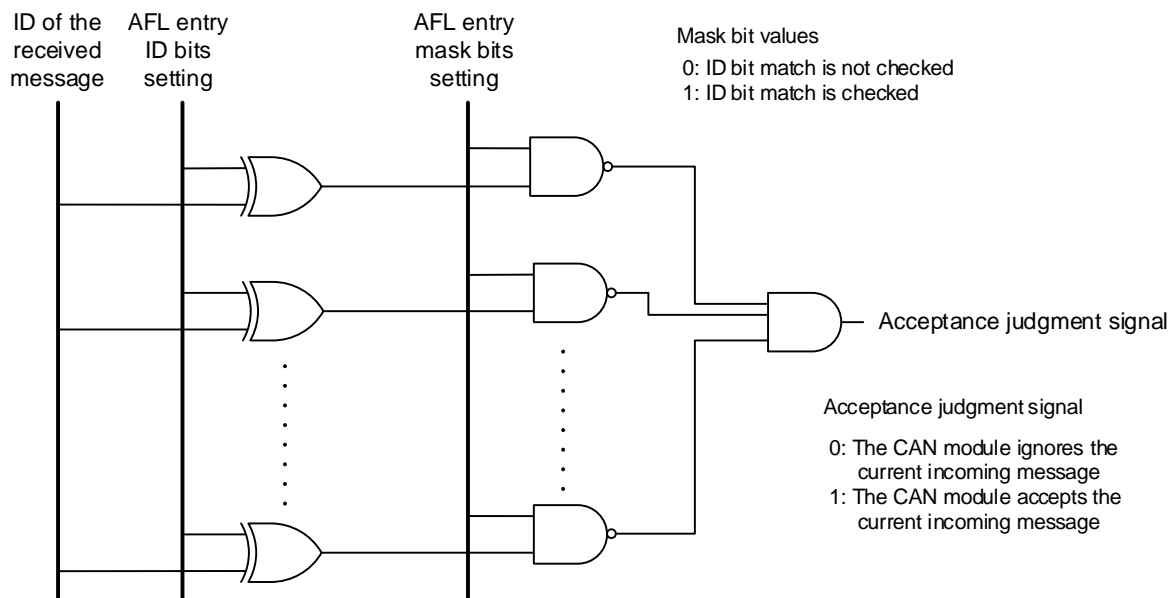 ID of the
received
message
AFL entry
ID bits
setting
AFL entry
mask bits
setting
Mask bit values
0: ID bit match is not checked
1: ID bit match is checked
Acceptance judgment signal
Acceptance judgment signal
0: The CAN module ignores the
current incoming message
1: The CAN module accepts the
current incoming message